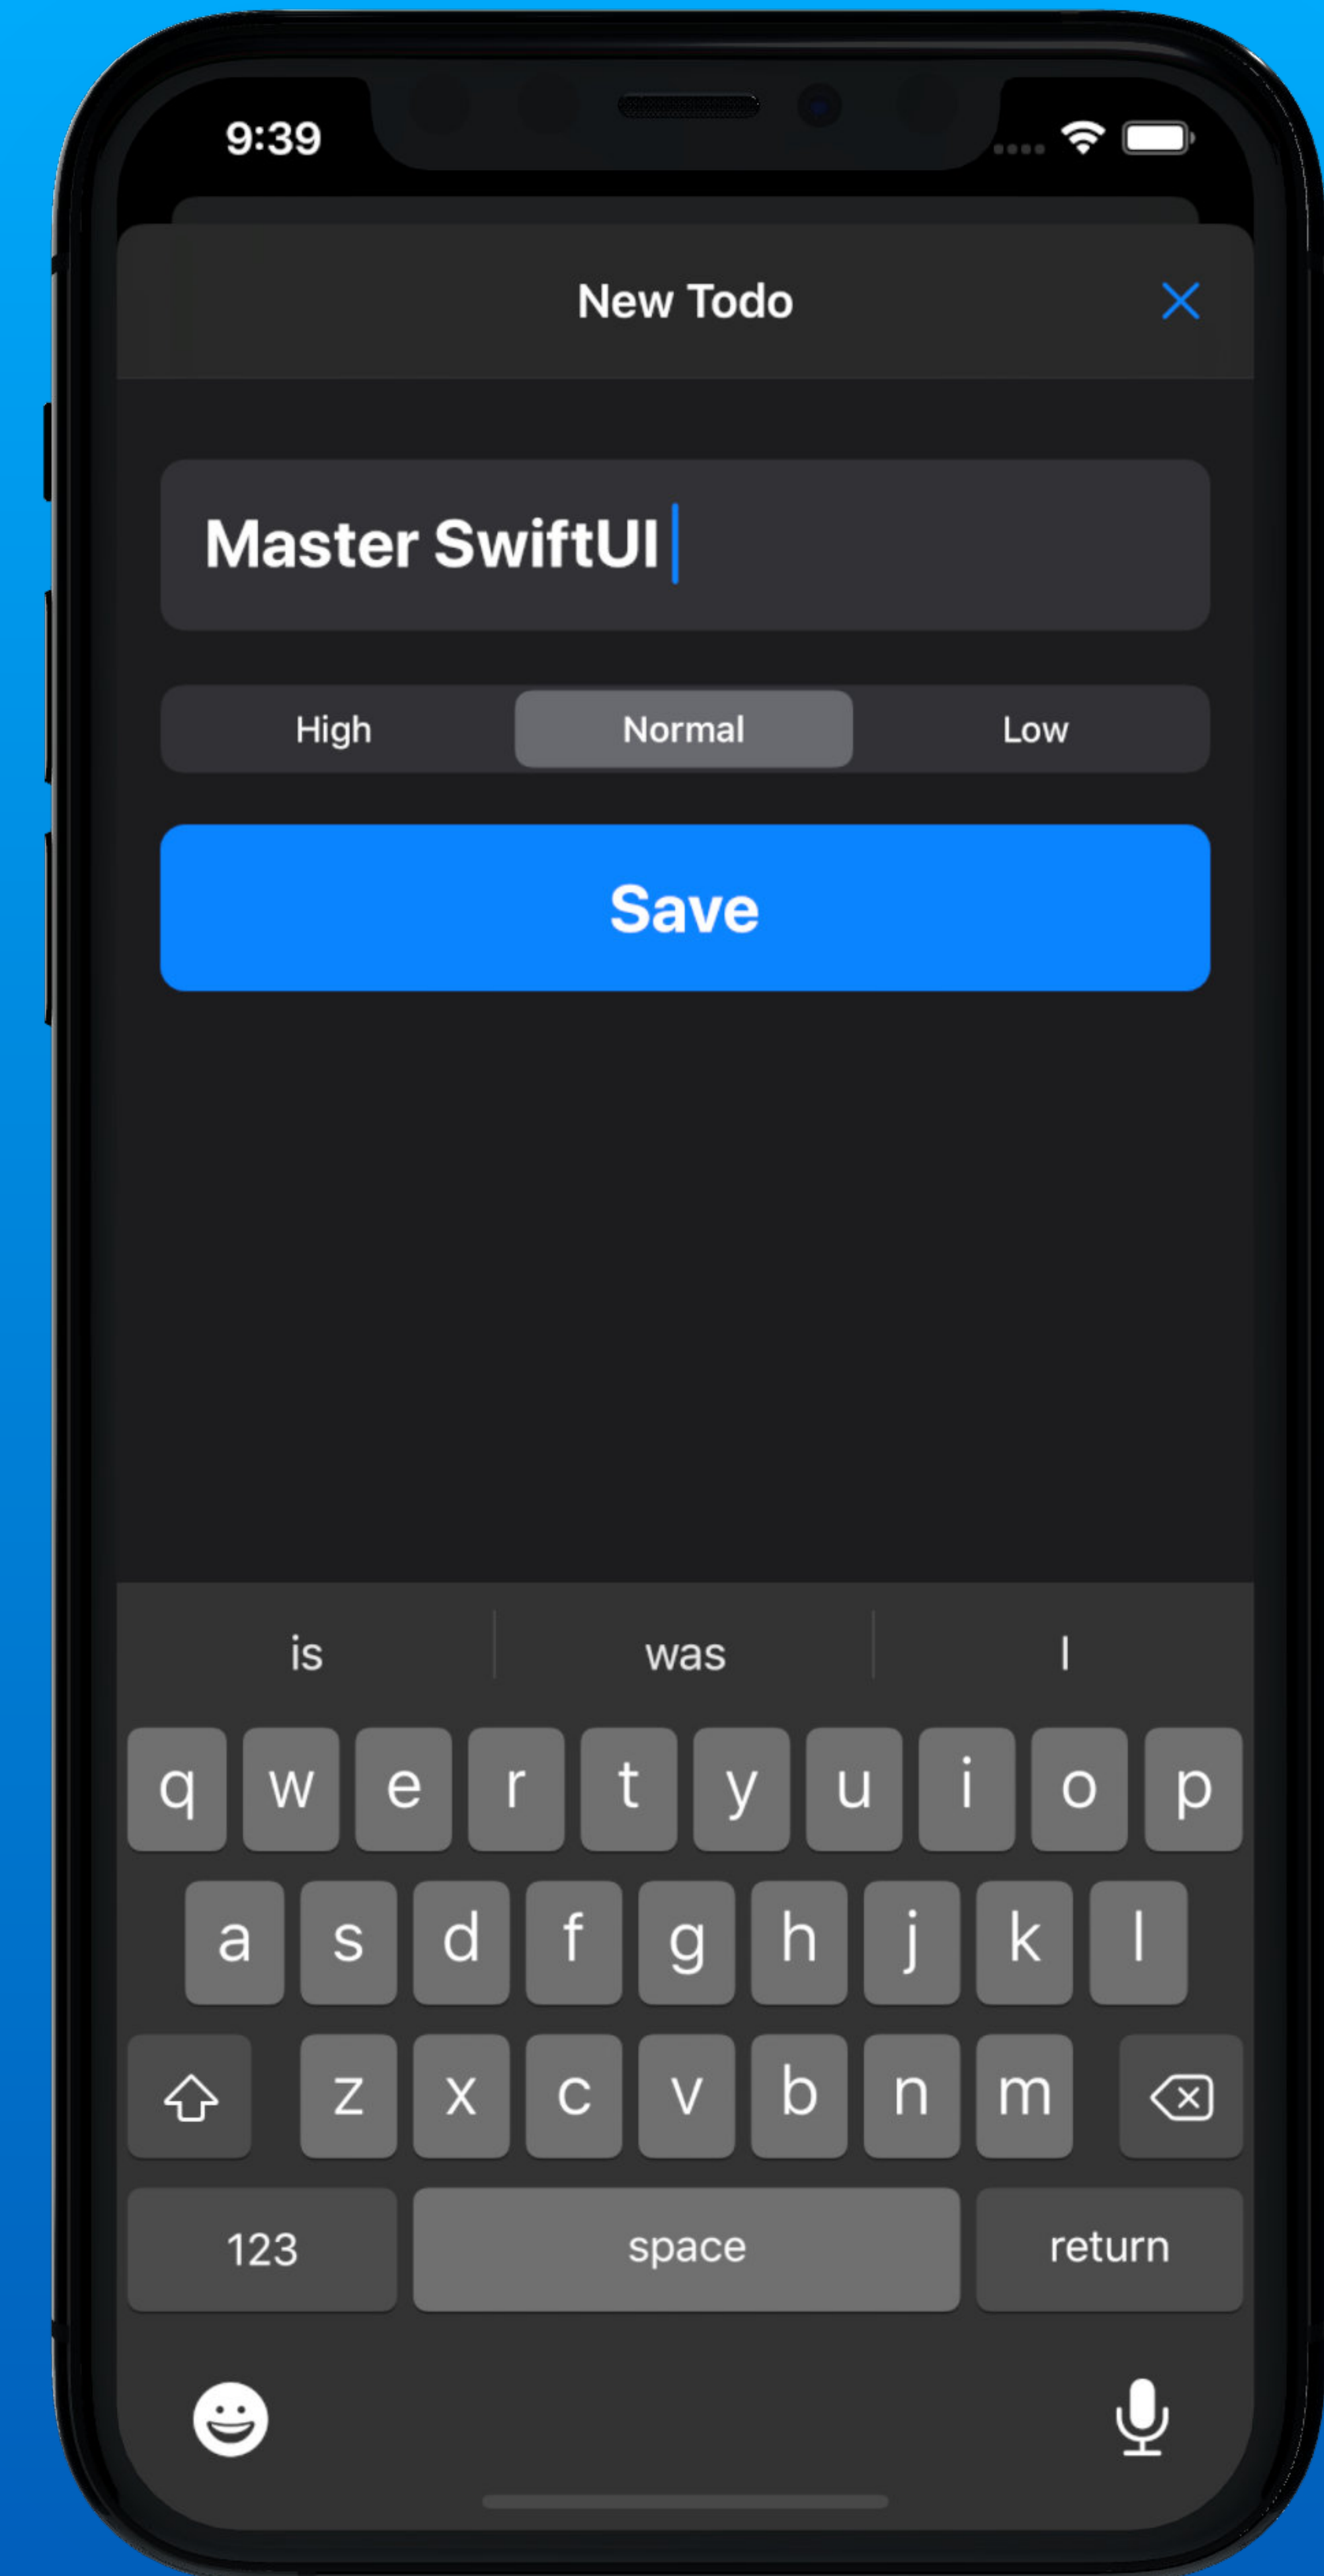 9:39
New Todo
Master SwiftUI
High Normal Low
Save
is was I
q w e r t y u i o p
a s d f g h j k l
z x c v b n m
123 space return